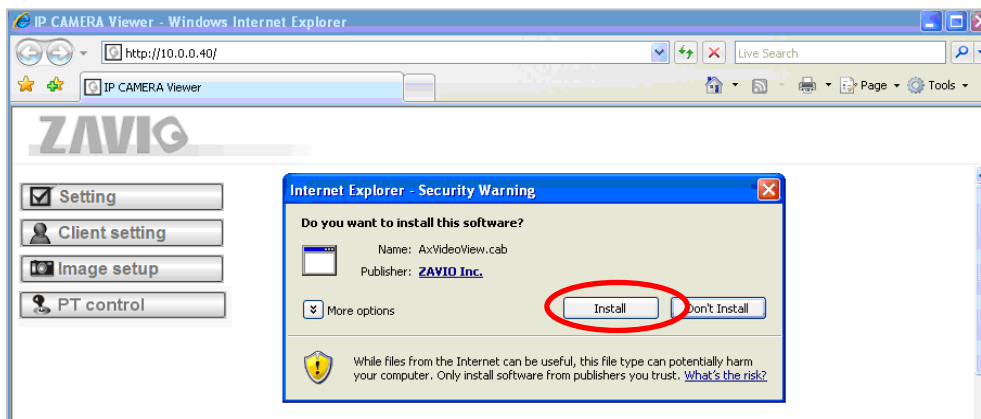 IP CAMERA Viewer - Windows Internet Explorer
http://10.0.0.40/
Live Search
IP CAMERA Viewer
Page
Tools
ZAVIO
Setting
Client setting
Image setup
PT control
Internet Explorer - Security Warning
Do you want to install this software?
Name: AxVideoView.cab
Publisher: ZAVIO Inc.
More options
Install
Don't Install
While files from the Internet can be useful, this file type can potentially harm
your computer. Only install software from publishers you trust. What's the risk?